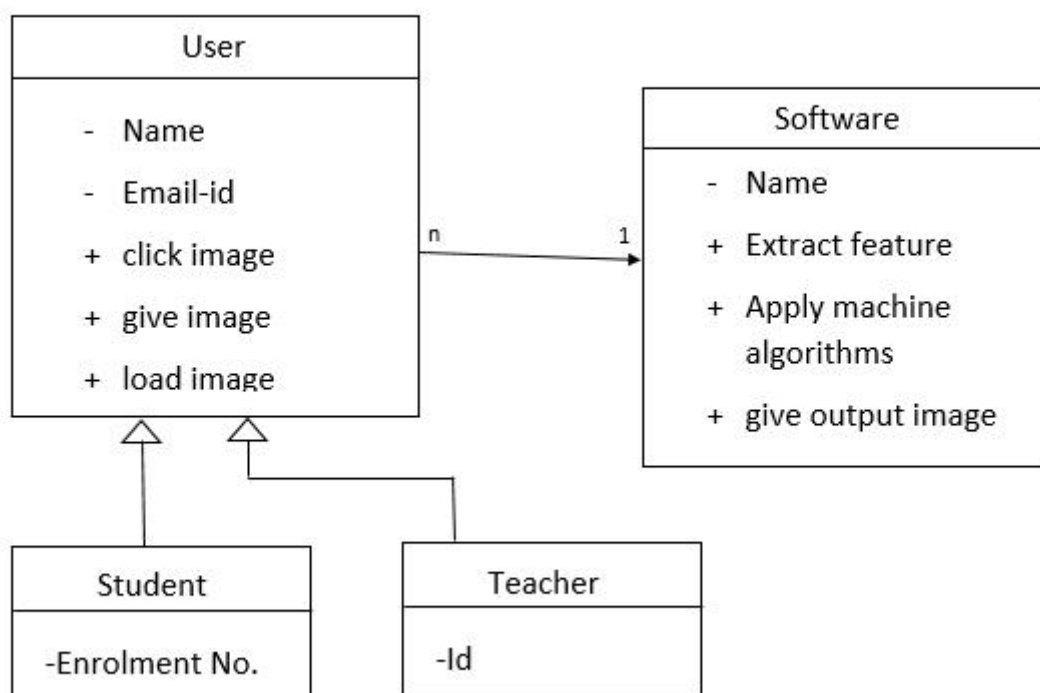 User
- Name
- Email-id
+ click image
+ give image
+ load image
n
1
Software
- Name
+ Extract feature
+ Apply machine
algorithms
+ give output image
Student
-Enrolment No.
Teacher
-Id